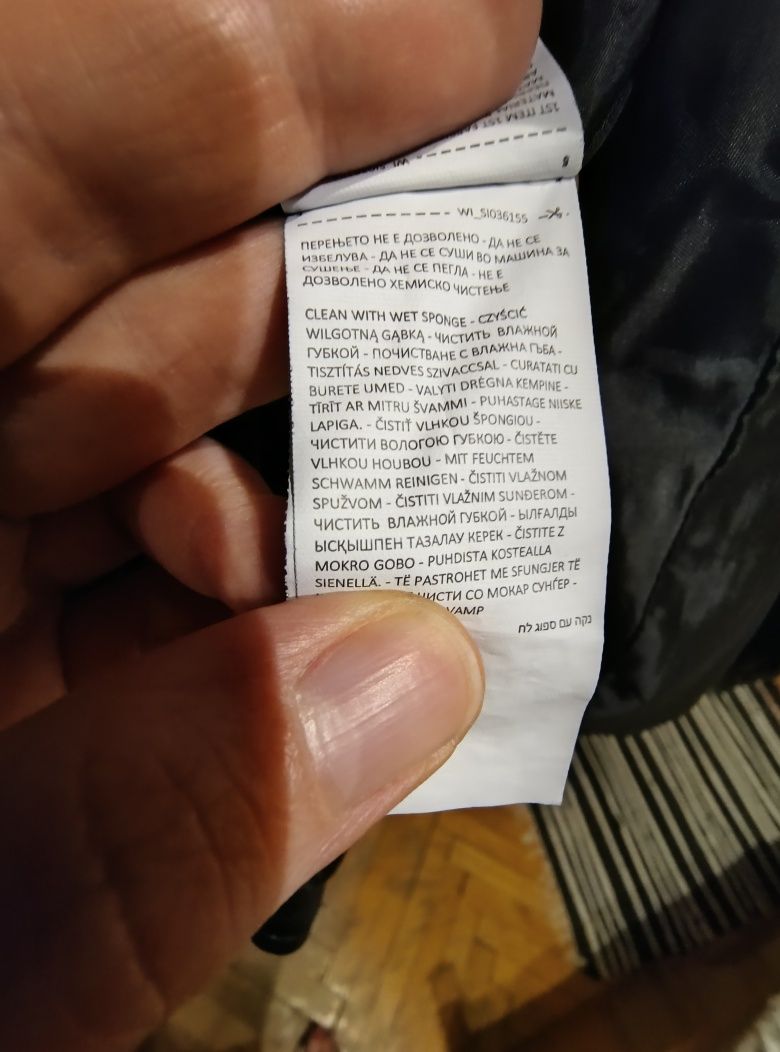 1ST ITEM 1ST
MATERIAL
WI_SI036155
ПЕРЕЊЕТО НЕ Е ДОЗВОЛЕНО - ДА НЕ СЕ
ИЗБЕЛУВА - ДА НЕ СЕ СУШИ ВО МАШИНА ЗА
СУШЕЊЕ - ДА НЕ СЕ ПЕГЛА - НЕ Е
ДОЗВОЛЕНО ХЕМИСКО ЧИСТЕЊЕ
CLEAN WITH WET SPONGE - CZYŚCIĆ
WILGOTNĄ GĄBKĄ - ЧИСТИТЬ ВЛАЖНОЙ
ГУБКОЙ - ПОЧИСТВАНЕ С ВЛАЖНА ГЪБА -
TISZTÍTÁS NEDVES SZIVACCSAL - CURATATI CU
BURETE UMED - VALYTI DRĖGNA KEMPINE -
TĪRĪT AR MITRU ŠVAMMI - PUHASTAGE NIISKE
LAPIGA. - ČISTIŤ VLHKOU ŠPONGIOU -
ЧИСТИТИ ВОЛОГОЮ ГУБКОЮ - ČISTĚTE
VLHKOU HOUBOU - MIT FEUCHTEM
SCHWAMM REINIGEN - ČISTITI VLAŽNOM
SPUŽVOM - ČISTITI VLAŽNIM SUNĐEROM -
ЧИСТИТЬ ВЛАЖНОЙ ГУБКОЙ - ЫЛҒАЛДЫ
ЫСҚЫШПЕН ТАЗАЛАУ КЕРЕК - ČISTITE Z
MOKRO GOBO - PUHDISTA KOSTEALLA
SIENELLÄ. - TË PASTROHET ME SFUNGJER TË
ЧИСТИ СО МОКАР СУНЃЕР -
VAMP
נקה עם ספוג לח